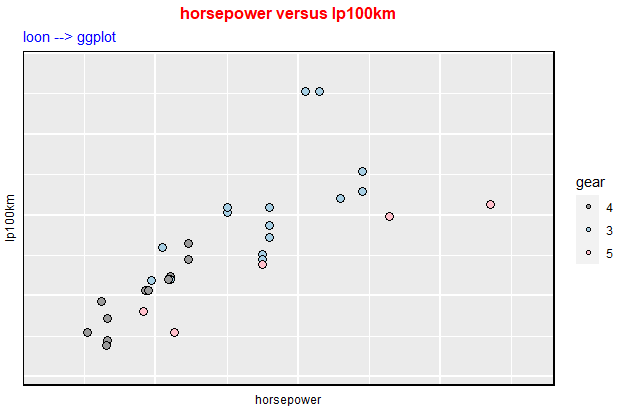 horsepower versus lp100km
loon --> ggplot
lp100km
horsepower
gear
4
3
5